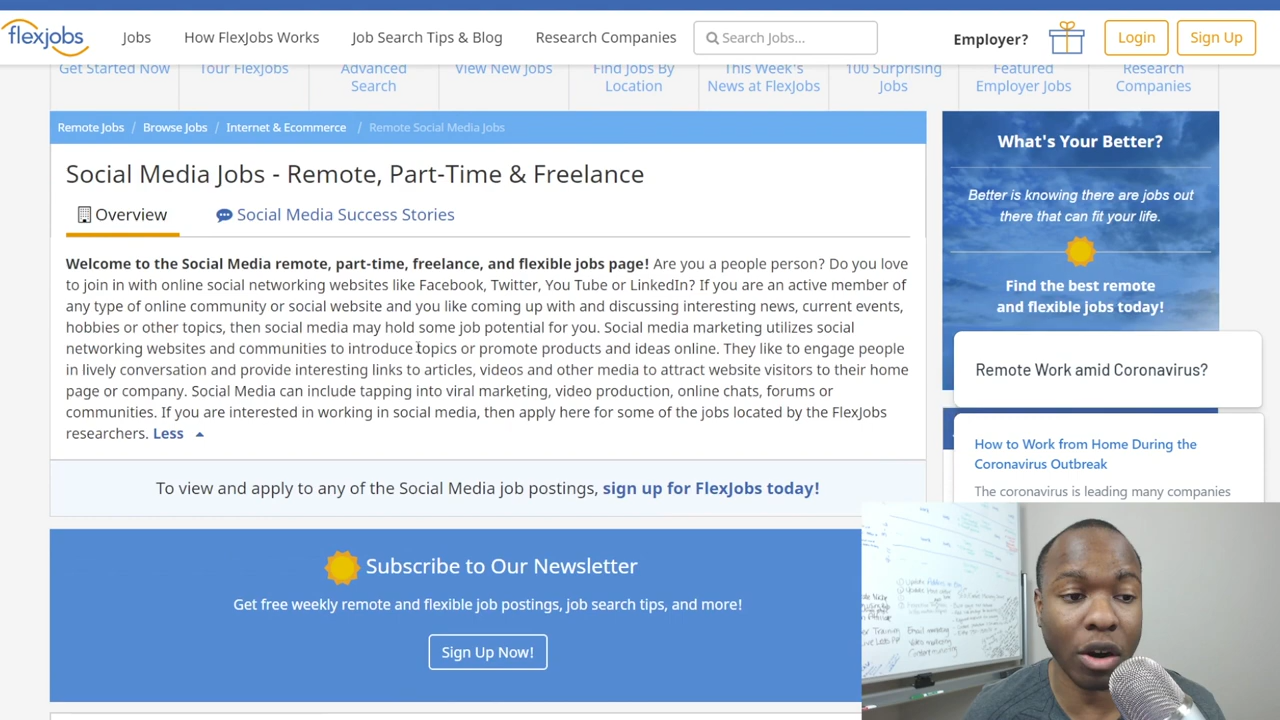 flexjobs
Jobs
How FlexJobs Works
Job Search Tips & Blog
Research Companies
Search Jobs...
Employer?
Login
Sign Up
Get Started Now
Tour FlexJobs
Advanced
Search
View New Jobs
Find Jobs By
Location
This Week's
News at FlexJobs
100 Surprising
Jobs
Featured
Employer Jobs
Research
Companies
Remote Jobs / Browse Jobs / Internet & Ecommerce / Remote Social Media Jobs
Social Media Jobs - Remote, Part-Time & Freelance
Overview
Social Media Success Stories
Welcome to the Social Media remote, part-time, freelance, and flexible jobs page! Are you a people person? Do you love
to join in with online social networking websites like Facebook, Twitter, You Tube or LinkedIn? If you are an active member of
any type of online community or social website and you like coming up with and discussing interesting news, current events,
hobbies or other topics, then social media may hold some job potential for you. Social media marketing utilizes social
networking websites and communities to introduce topics or promote products and ideas online. They like to engage people
in lively conversation and provide interesting links to articles, videos and other media to attract website visitors to their home
page or company. Social Media can include tapping into viral marketing, video production, online chats, forums or
communities. If you are interested in working in social media, then apply here for some of the jobs located by the FlexJobs
researchers. Less
To view and apply to any of the Social Media job postings, sign up for FlexJobs today!
Subscribe to Our Newsletter
Get free weekly remote and flexible job postings, job search tips, and more!
Sign Up Now!
What's Your Better?
Better is knowing there are jobs out
there that can fit your life.
Find the best remote
and flexible jobs today!
Remote Work amid Coronavirus?
How to Work from Home During the
Coronavirus Outbreak
The coronavirus is leading many companies
Email marketing